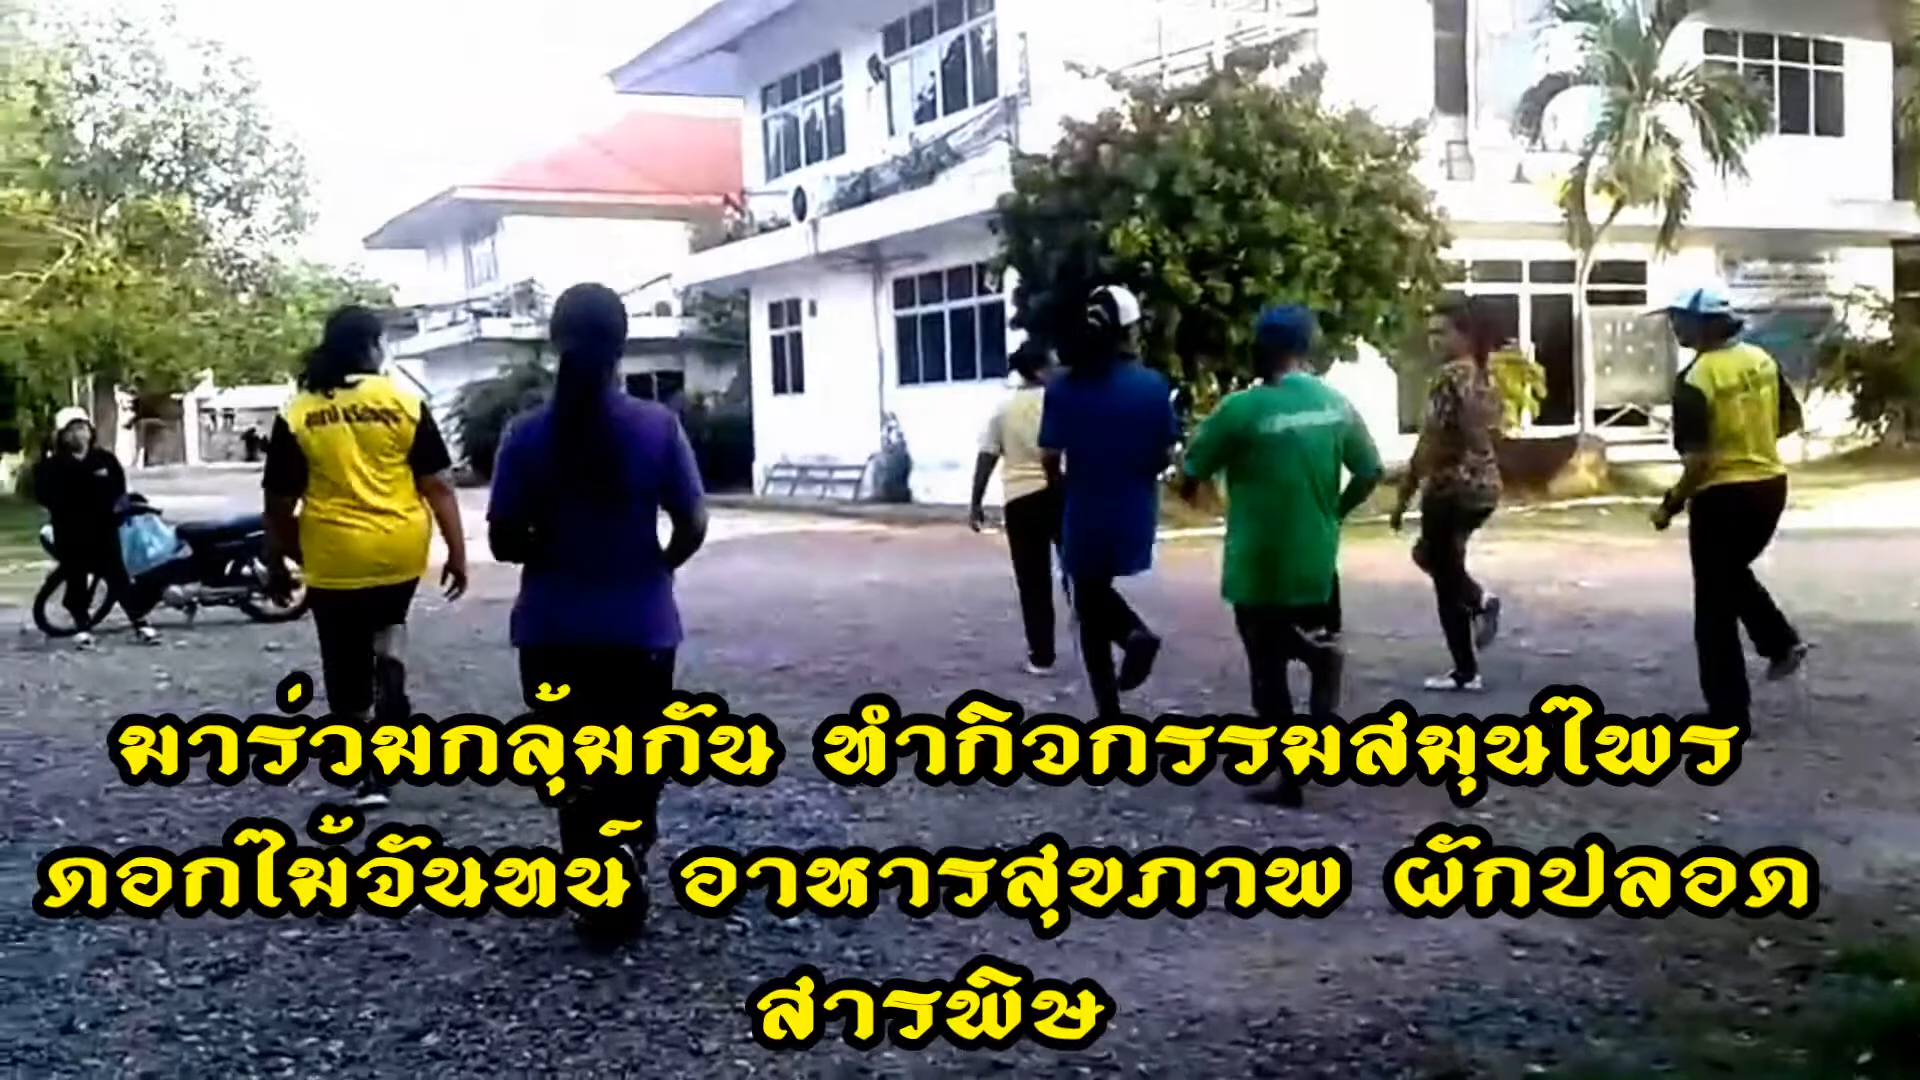 มาร่วมกลุ้มกัน ทำกิจกรรมสมุนไพร
ดอกไม้จันทน์ อาหารสุขภาพ ผักปลอด
สารพิษ